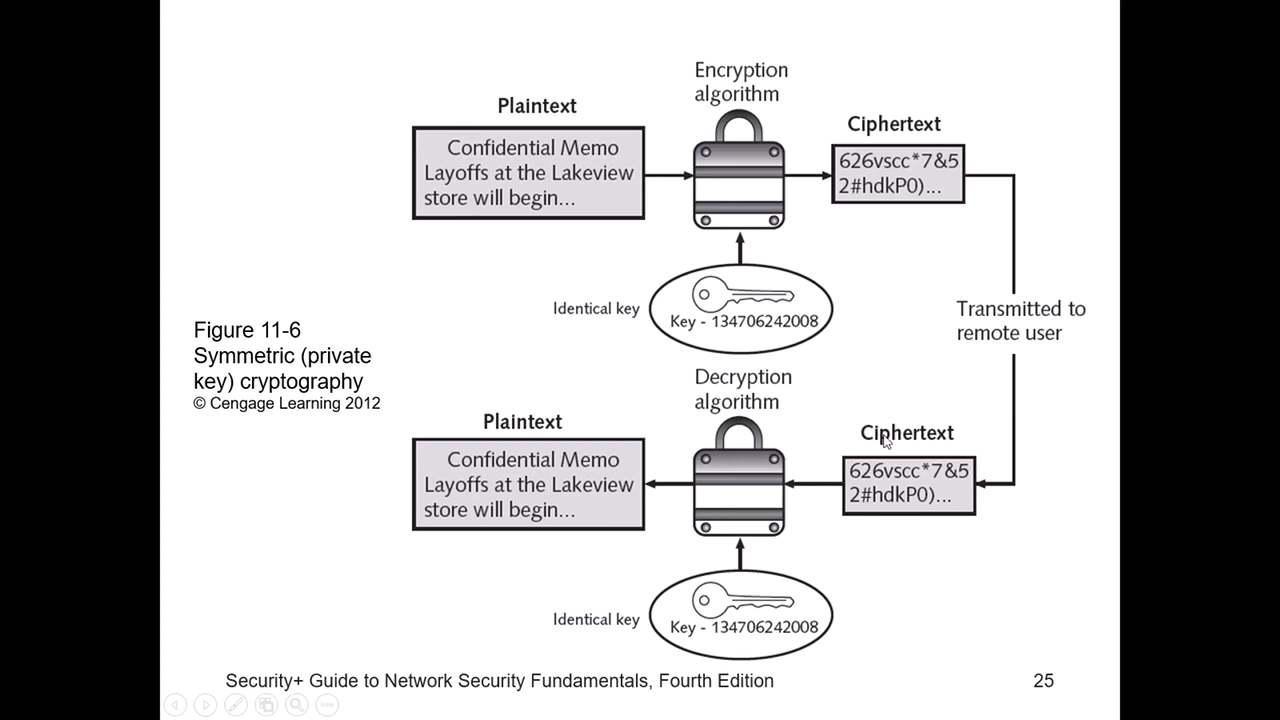 Encryption
algorithm
Plaintext
Ciphertext
Confidential Memo
Layoffs at the Lakeview
store will begin...
626vscc*7&5
2#hdkP0)...
Identical key
Key - 134706242008
Transmitted to
remote user
Figure 11-6
Symmetric (private
key) cryptography
© Cengage Learning 2012
Decryption
algorithm
Plaintext
Ciphertext
Confidential Memo
Layoffs at the Lakeview
store will begin...
626vscc*7&5
2#hdkP0)...
Identical key
Key - 134706242008
Security+ Guide to Network Security Fundamentals, Fourth Edition
25